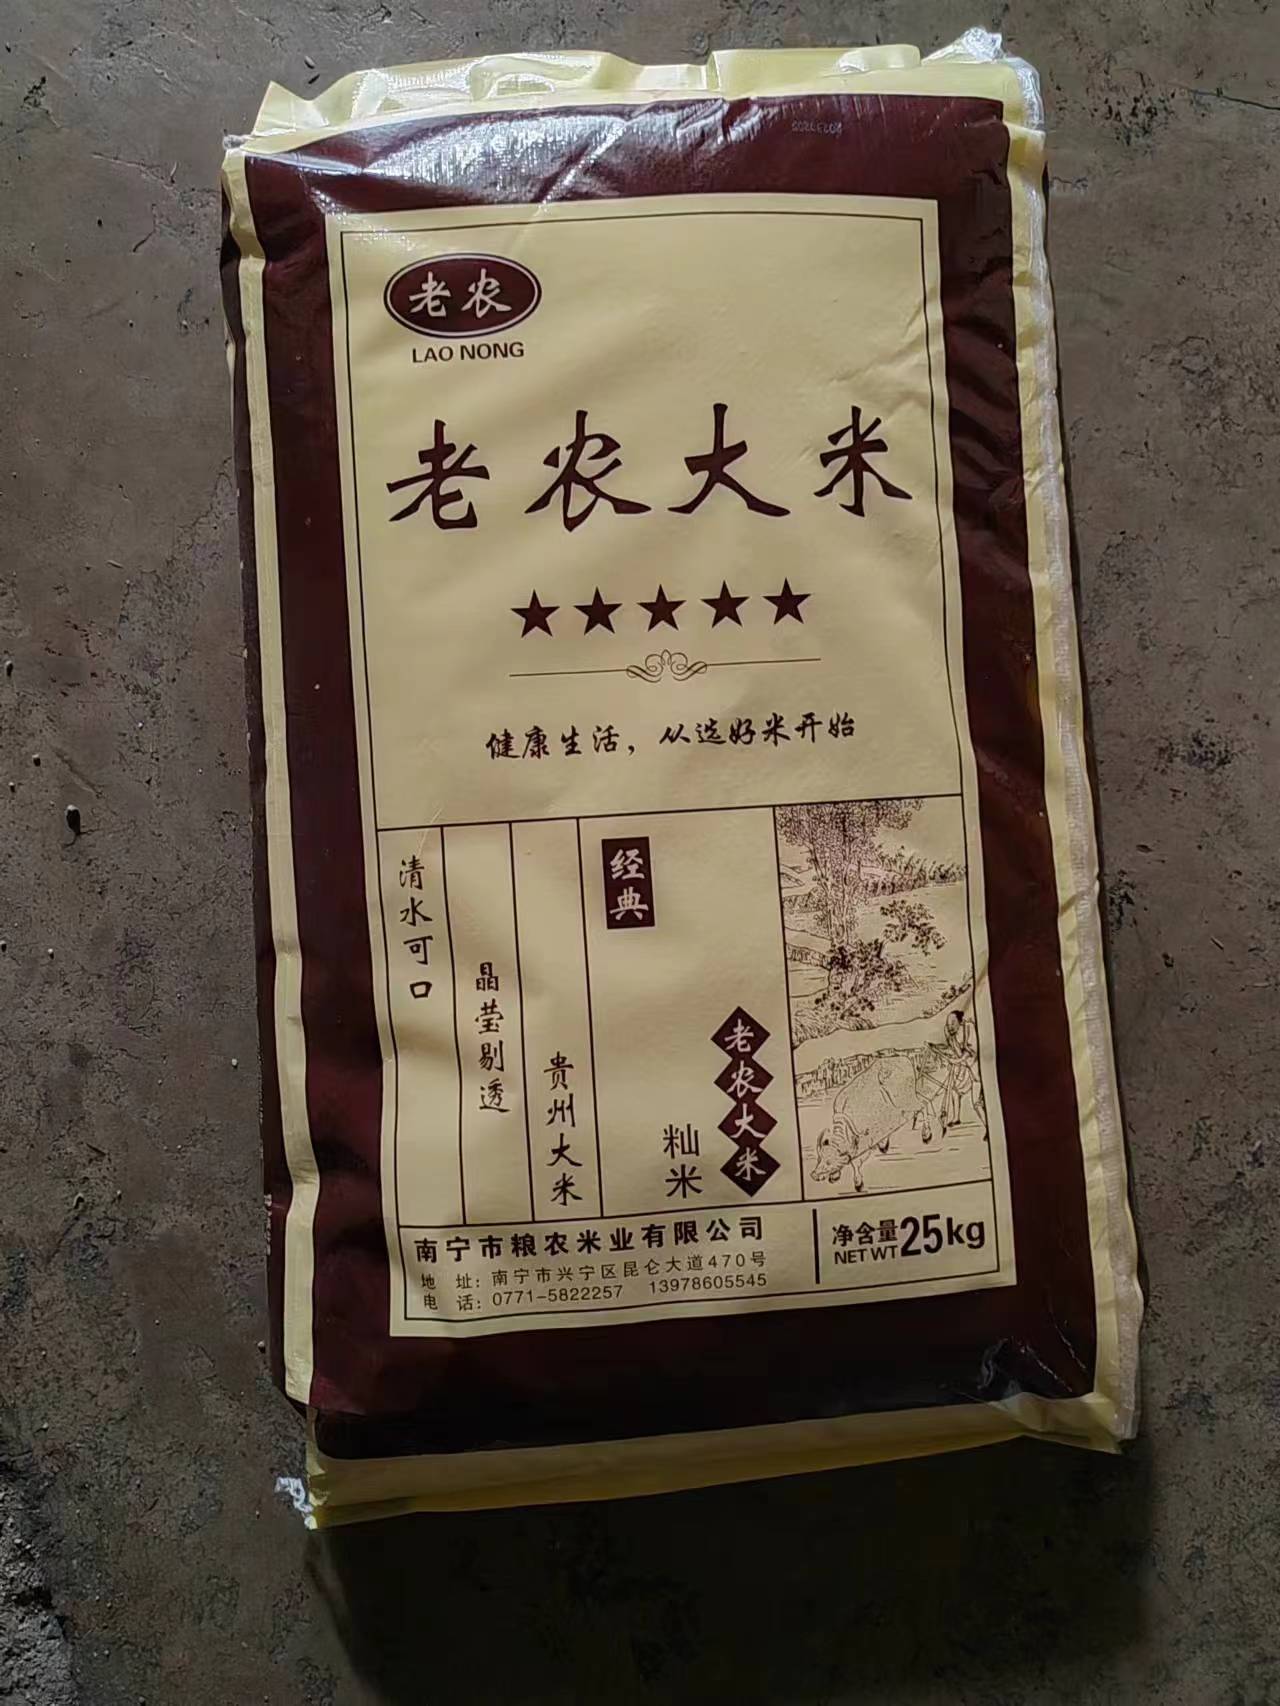 老农
LAO NONG
老农大米
★★★★★
健康生活，从选好米开始
清水可口
晶莹剔透
贵州大米
经典
老农大米
籼米
南宁市粮农米业有限公司
地 址：南宁市兴宁区昆仑大道470号
电 话：0771-5822257 13978605545
净含量 25kg
NET WT